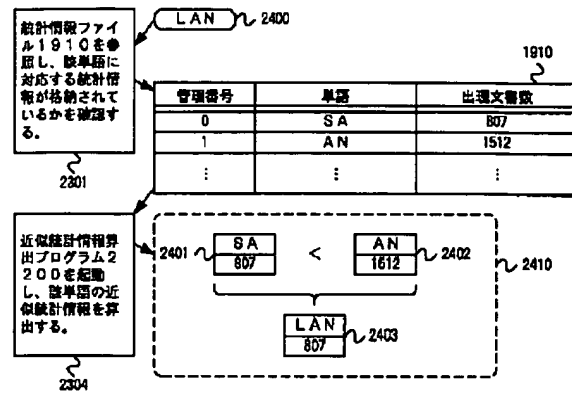 統計情報ファイ
ル1910を参
照し、該単語に
対応する統計情
報が格納されて
いるかを確認す
る。
2301
LAN
2400
1910
管理番号 単語 出現文書数
0 SA 807
1 AN 1512
⋮ ⋮ ⋮
近似統計情報算
出プログラム2
200を起動
し、該単語の近
似統計情報を算
出する。
2304
2401
SA
807
<
AN
1512
2402
2410
LAN
807
2403